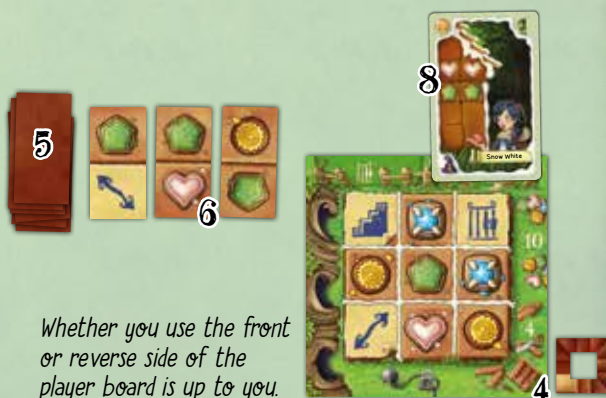 8
Snow White
5
6
10
4
Whether you use the front
or reverse side of the
player board is up to you.
4